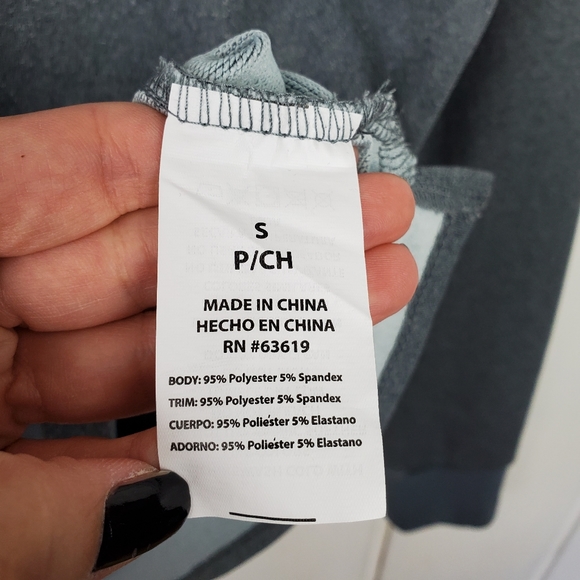 S
P/CH
MADE IN CHINA
HECHO EN CHINA
RN #63619
BODY: 95% Polyester 5% Spandex
TRIM: 95% Polyester 5% Spandex
CUERPO: 95% Poliéster 5% Elastano
ADORNO: 95% Poliéster 5% Elastano